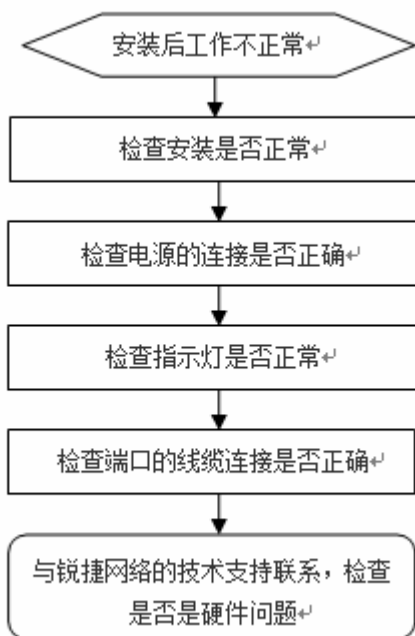 安装后工作不正常↵
检查安装是否正常↵
检查电源的连接是否正确↵
检查指示灯是否正常↵
检查端口的线缆连接是否正确↵
与锐捷网络的技术支持联系，检查
是否是硬件问题↵